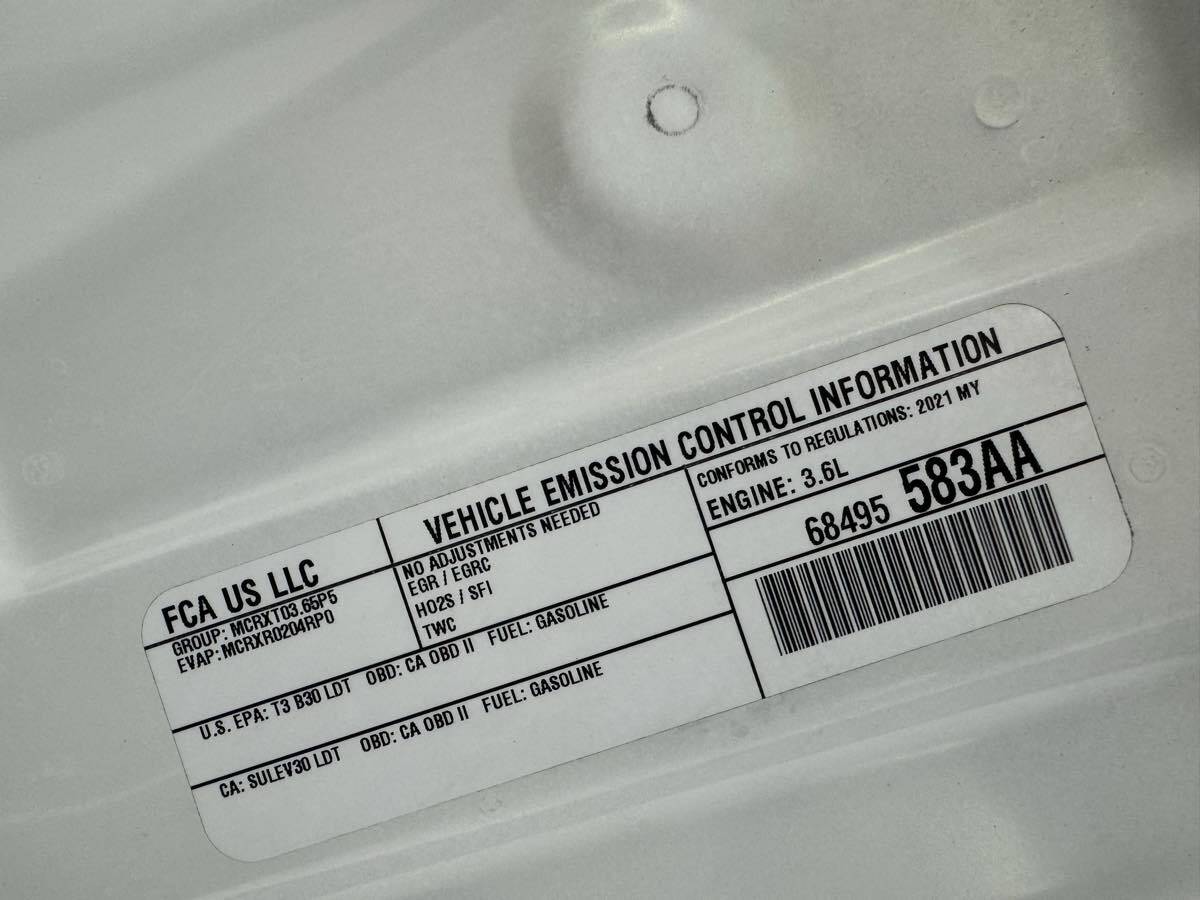 FCA US LLC
GROUP: MCRXT03.65P5
EVAP: MCRXR0204RP0
VEHICLE EMISSION CONTROL INFORMATION
NO ADJUSTMENTS NEEDED
EGR / EGRC
HO2S / SFI
TWC
CONFORMS TO REGULATIONS: 2021 MY
ENGINE: 3.6L
68495 583AA
U.S. EPA: T3 B30 LDT OBD: CA OBD II FUEL: GASOLINE
CA: SULEV30 LDT OBD: CA OBD II FUEL: GASOLINE